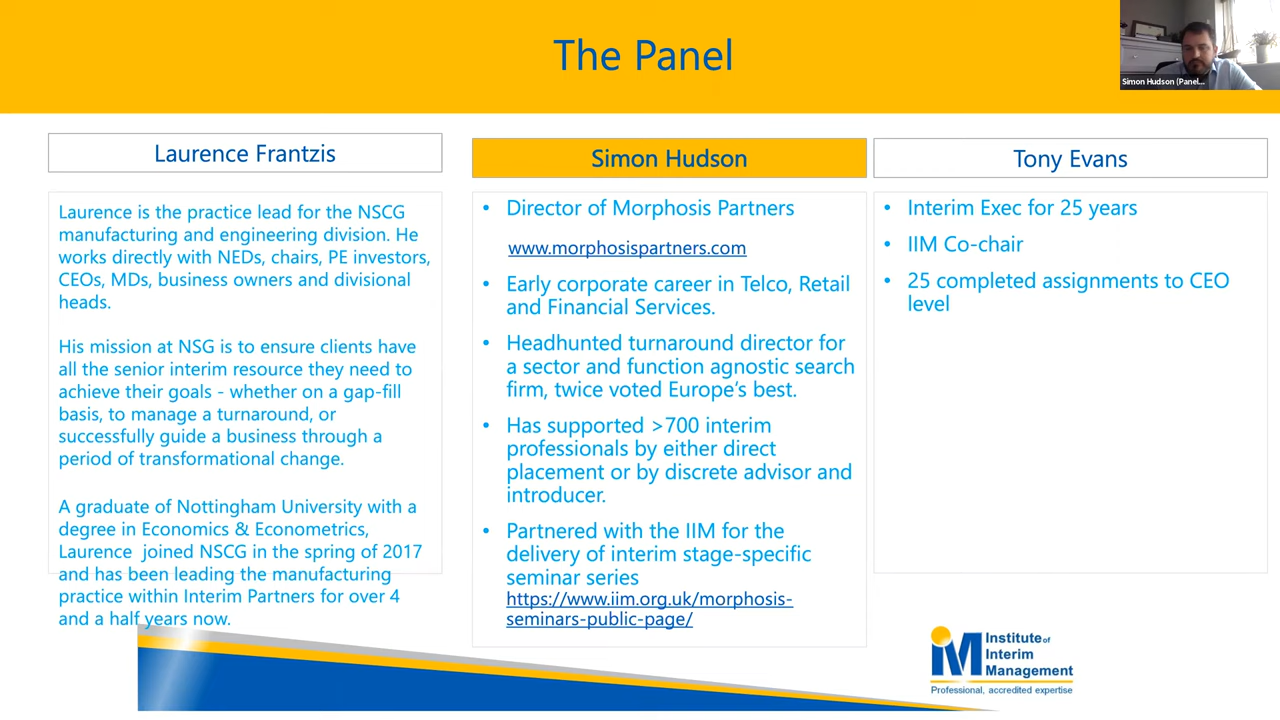 The Panel
Simon Hudson (Panel...
Laurence Frantzis
Laurence is the practice lead for the NSCG
manufacturing and engineering division. He
works directly with NEDs, chairs, PE investors,
CEOs, MDs, business owners and divisional
heads.
His mission at NSG is to ensure clients have
all the senior interim resource they need to
achieve their goals - whether on a gap-fill
basis, to manage a turnaround, or
successfully guide a business through a
period of transformational change.
A graduate of Nottingham University with a
degree in Economics & Econometrics,
Laurence  joined NSCG in the spring of 2017
and has been leading the manufacturing
practice within Interim Partners for over 4
and a half years now.
Simon Hudson
• Director of Morphosis Partners
www.morphosispartners.com
• Early corporate career in Telco, Retail
and Financial Services.
• Headhunted turnaround director for
a sector and function agnostic search
firm, twice voted Europe's best.
• Has supported >700 interim
professionals by either direct
placement or by discrete advisor and
introducer.
• Partnered with the IIM for the
delivery of interim stage-specific
seminar series
https://www.iim.org.uk/morphosis-
seminars-public-page/
Tony Evans
• Interim Exec for 25 years
• IIM Co-chair
• 25 completed assignments to CEO
level
iM
Institute of
Interim
Management
Professional, accredited expertise